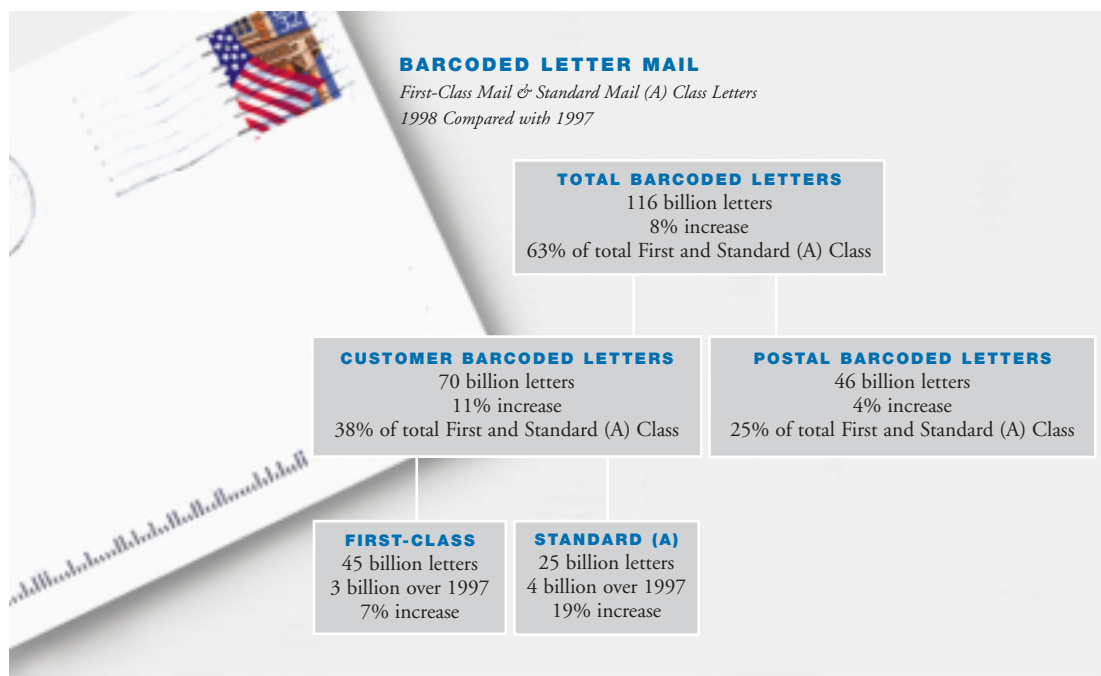 32
BARCODED LETTER MAIL
First-Class Mail & Standard Mail (A) Class Letters
1998 Compared with 1997
TOTAL BARCODED LETTERS
116 billion letters
8% increase
63% of total First and Standard (A) Class
CUSTOMER BARCODED LETTERS
70 billion letters
11% increase
38% of total First and Standard (A) Class
POSTAL BARCODED LETTERS
46 billion letters
4% increase
25% of total First and Standard (A) Class
FIRST-CLASS
45 billion letters
3 billion over 1997
7% increase
STANDARD (A)
25 billion letters
4 billion over 1997
19% increase